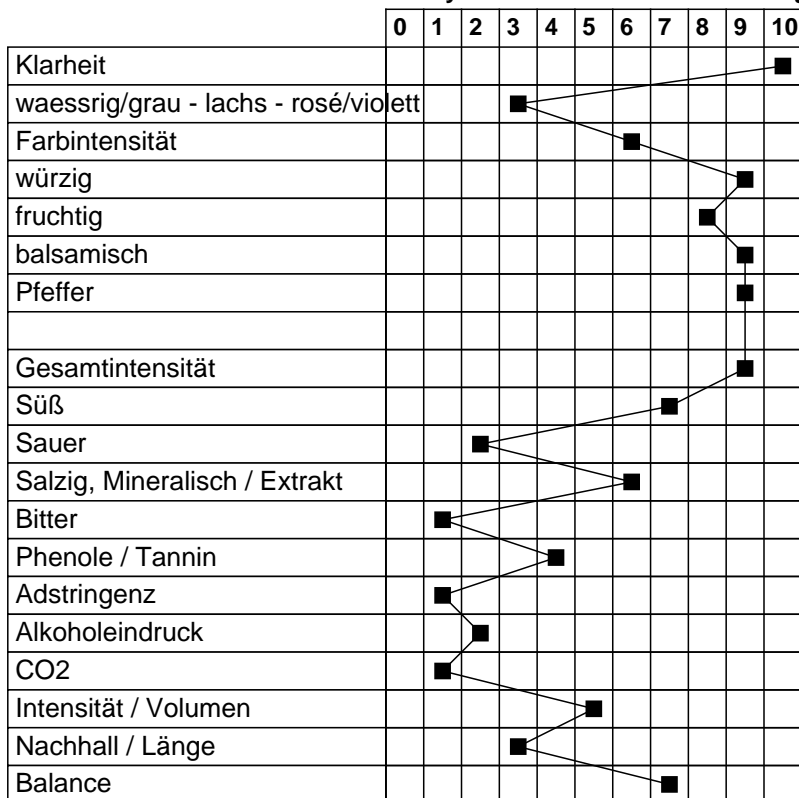 0 1 2 3 4 5 6 7 8 9 10
Klarheit
waessrig/grau - lachs - rosé/violett
Farbintensität
würzig
fruchtig
balsamisch
Pfeffer
Gesamtintensität
Süß
Sauer
Salzig, Mineralisch / Extrakt
Bitter
Phenole / Tannin
Adstringenz
Alkoholeindruck
CO2
Intensität / Volumen
Nachhall / Länge
Balance